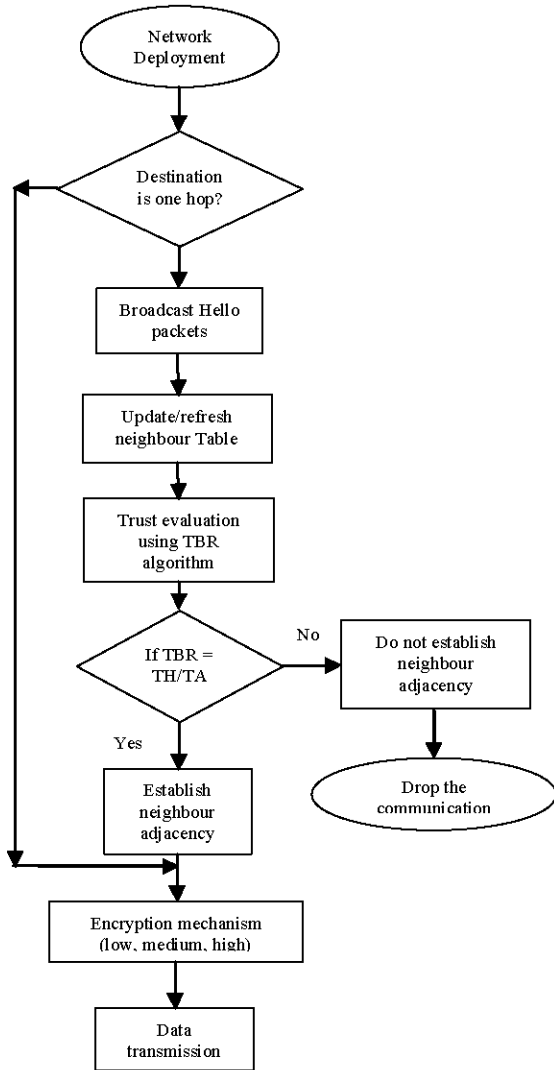 Network
Deployment
Destination
is one hop?
Broadcast Hello
packets
Update/refresh
neighbour Table
Trust evaluation
using TBR
algorithm
If TBR =
TH/TA
No
Do not establish
neighbour
adjacency
Yes
Establish
neighbour
adjacency
Drop the
communication
Encryption mechanism
(low, medium, high)
Data
transmission